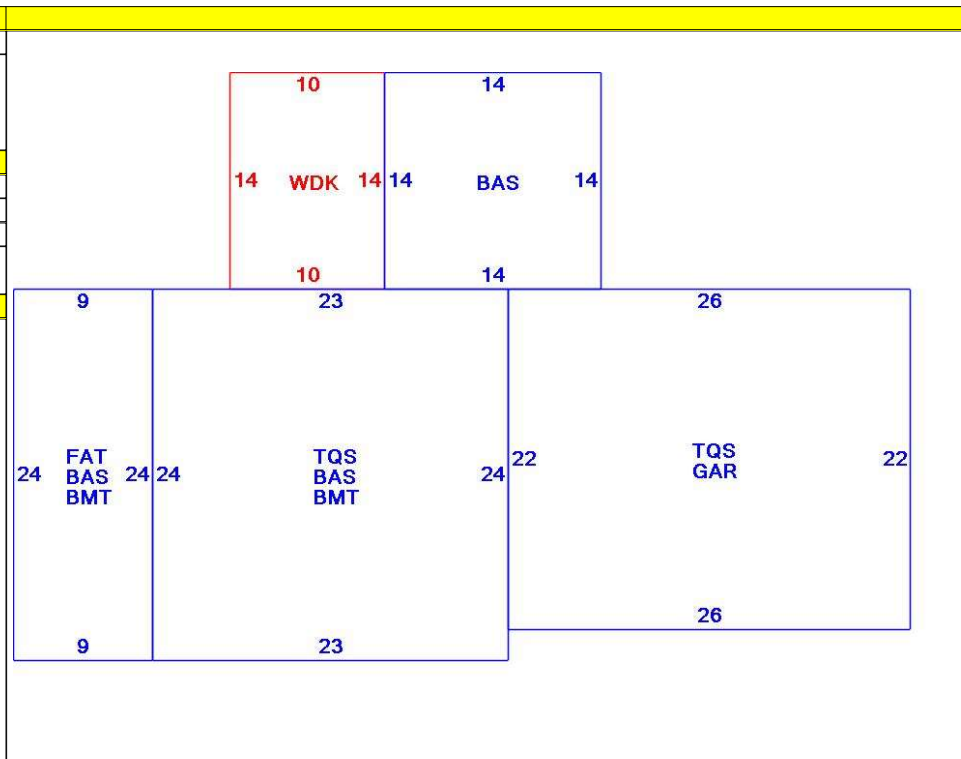 10 14
14 WDK 14 14 BAS 14
10 14
9 23 26
FAT TQS TQS
24 BAS 24 24 BAS 24 22 GAR 22
BMT BMT
26
9 23